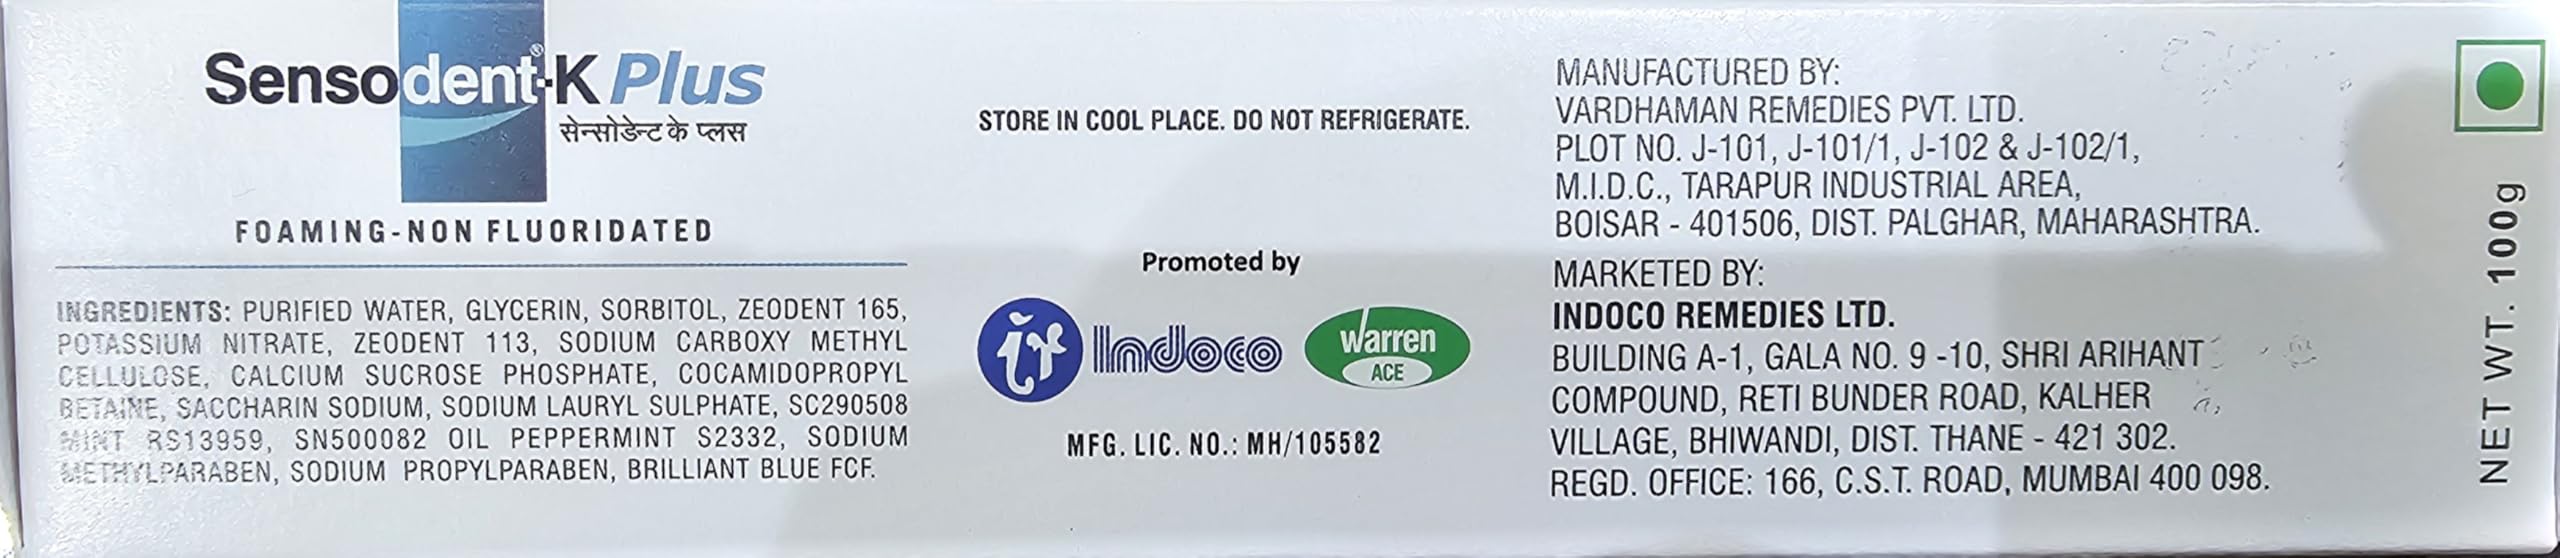 Sensodent®-K Plus
सेन्सोडेन्ट के प्लस
FOAMING-NON FLUORIDATED
INGREDIENTS: PURIFIED WATER, GLYCERIN, SORBITOL, ZEODENT 165,
POTASSIUM NITRATE, ZEODENT 113, SODIUM CARBOXY METHYL
CELLULOSE, CALCIUM SUCROSE PHOSPHATE, COCAMIDOPROPYL
BETAINE, SACCHARIN SODIUM, SODIUM LAURYL SULPHATE, SC290508
MINT RS13959, SN500082 OIL PEPPERMINT S2332, SODIUM
METHYLPARABEN, SODIUM PROPYLPARABEN, BRILLIANT BLUE FCF.
STORE IN COOL PLACE. DO NOT REFRIGERATE.
Promoted by
Indoco
warren
ACE
MFG. LIC. NO.: MH/105582
MANUFACTURED BY:
VARDHAMAN REMEDIES PVT. LTD.
PLOT NO. J-101, J-101/1, J-102 & J-102/1,
M.I.D.C., TARAPUR INDUSTRIAL AREA,
BOISAR - 401506, DIST. PALGHAR, MAHARASHTRA.
MARKETED BY:
INDOCO REMEDIES LTD.
BUILDING A-1, GALA NO. 9 -10, SHRI ARIHANT
COMPOUND, RETI BUNDER ROAD, KALHER
VILLAGE, BHIWANDI, DIST. THANE - 421 302.
REGD. OFFICE: 166, C.S.T. ROAD, MUMBAI 400 098.
NET WT. 100g